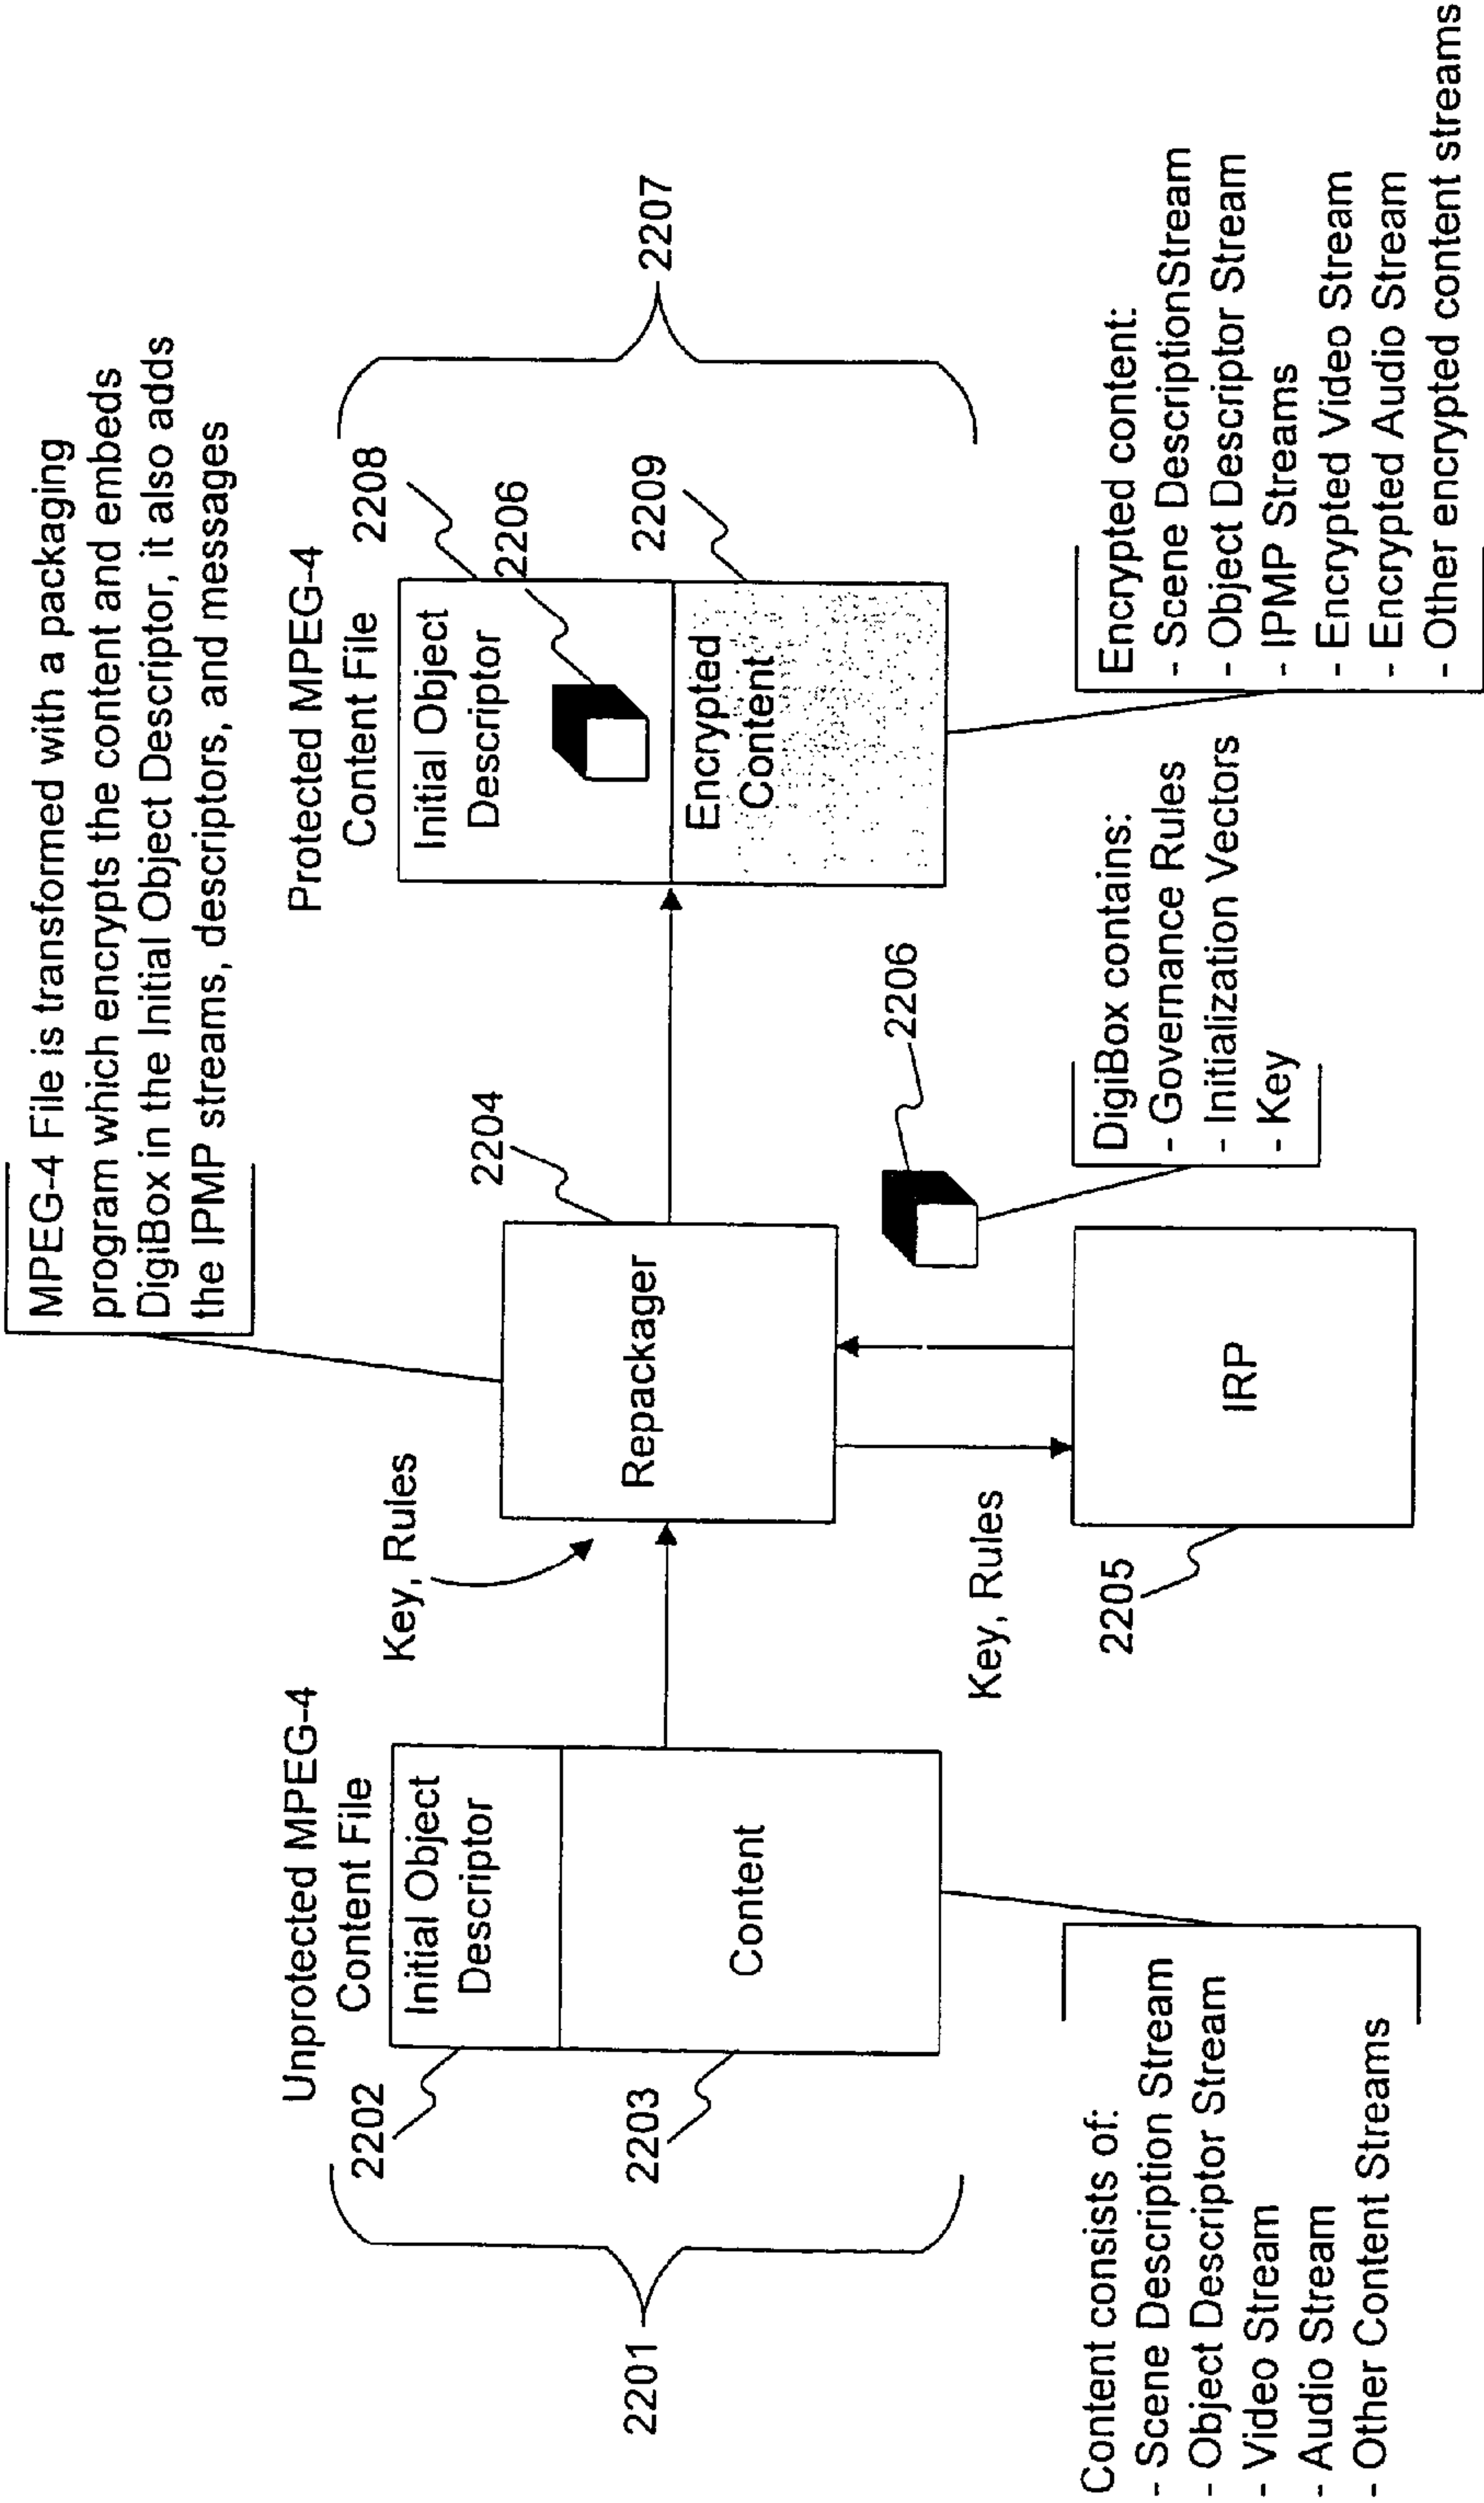 MPEG-4 File is transformed with a packaging
program which encrypts the content and embeds
DigiBox in the Initial Object Descriptor, it also adds
the IPMP streams, descriptors, and messages
Unprotected MPEG-4
Content File
2201
2202
Initial Object
Descriptor
2203
Content
Content consists of:
- Scene Description Stream
- Object Descriptor Stream
- Video Stream
- Audio Stream
- Other Content Streams
Key, Rules
2204
Repackager
Key, Rules
2205
IRP
2206
DigiBox contains:
- Governance Rules
- Initialization Vectors
- Key
Protected MPEG-4
Content File
2208
Initial Object
Descriptor
2206
2209
Encrypted
Content
2207
Encrypted content:
- Scene DescriptionStream
- Object Descriptor Stream
- IPMP Streams
- Encrypted Video Stream
- Encrypted Audio Stream
- Other encrypted content streams